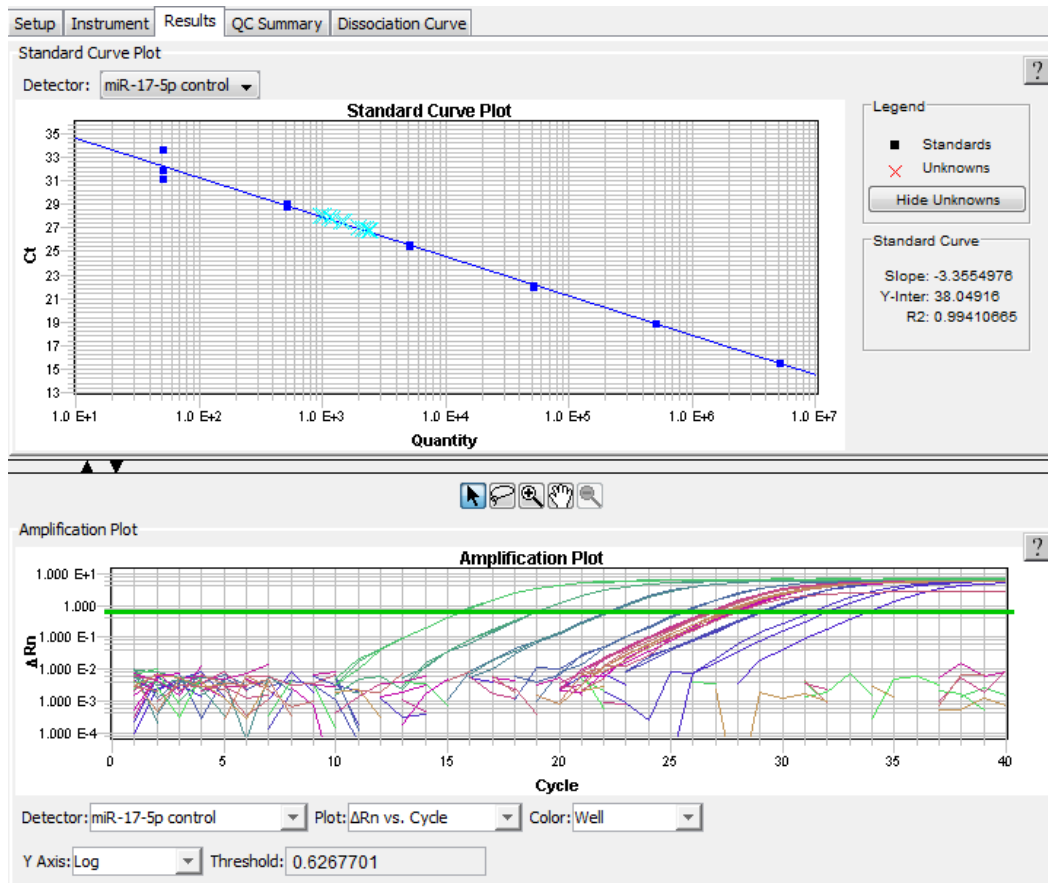 Setup Instrument Results QC Summary Dissociation Curve
Standard Curve Plot
?
Detector: miR-17-5p control
Standard Curve Plot
35
33
31
29
27
25
23
21
19
17
15
13
Ct
1.0 E+1 1.0 E+2 1.0 E+3 1.0 E+4 1.0 E+5 1.0 E+6 1.0 E+7
Quantity
Legend
Standards
Unknowns
Hide Unknowns
Standard Curve
Slope: -3.3554976
Y-Inter: 38.04916
R2: 0.99410665
Amplification Plot
?
Amplification Plot
1.000 E+1
1.000
1.000 E-1
1.000 E-2
1.000 E-3
1.000 E-4
Δ Rn
0 5 10 15 20 25 30 35 40
Cycle
Detector: miR-17-5p control Plot: ΔRn vs. Cycle Color: Well
Y Axis: Log Threshold: 0.6267701